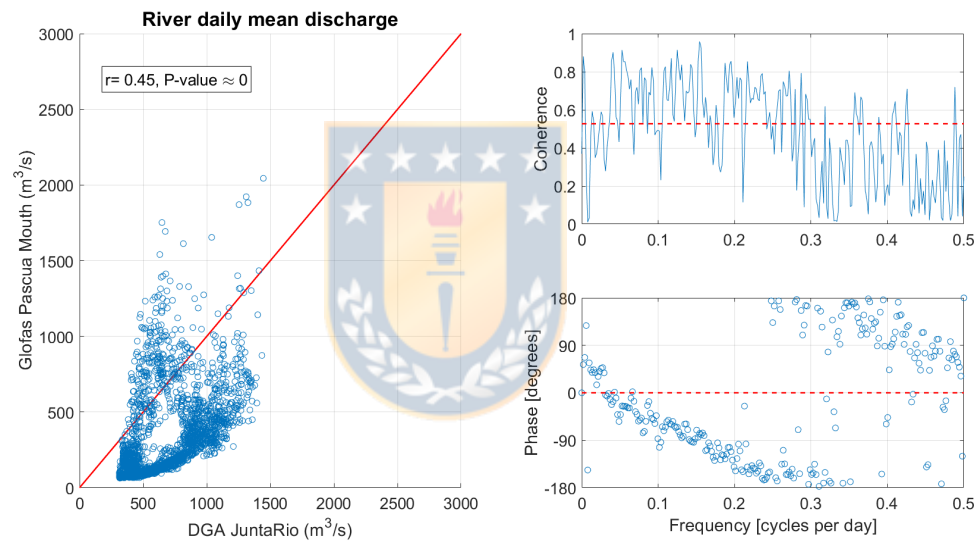 River daily mean discharge
3000
2500
2000
1500
1000
500
0
r= 0.45, P-value ≈ 0
Glofas Pascua Mouth (m³/s)
0 500 1000 1500 2000 2500 3000
DGA JuntaRio (m³/s)
1
0.8
0.6
0.4
0.2
0
Coherence
0 0.1 0.2 0.3 0.4 0.5
180
90
0
-90
-180
Phase [degrees]
0 0.1 0.2 0.3 0.4 0.5
Frequency [cycles per day]